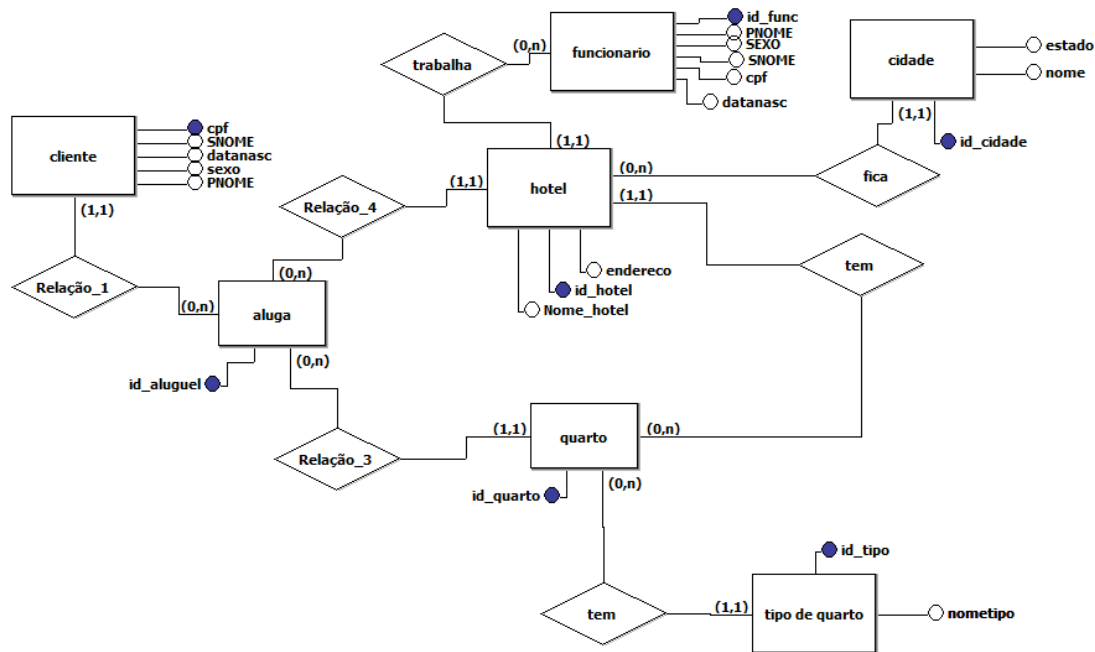 id_func
PNOME
SEXO
SNOME
cpf
datanasc
funcionario
(0,n)
trabalha
(1,1)
cidade
estado
nome
(1,1)
id_cidade
fica
(0,n)
cliente
cpf
SNOME
datanasc
sexo
PNOME
(1,1)
hotel
(1,1)
(1,1)
Relação_4
endereco
id_hotel
Nome_hotel
tem
Relação_1
(0,n)
(0,n)
aluga
(0,n)
id_aluguel
Relação_3
(1,1)
quarto
(0,n)
id_quarto
(0,n)
tem
(1,1)
id_tipo
tipo de quarto
nometipo